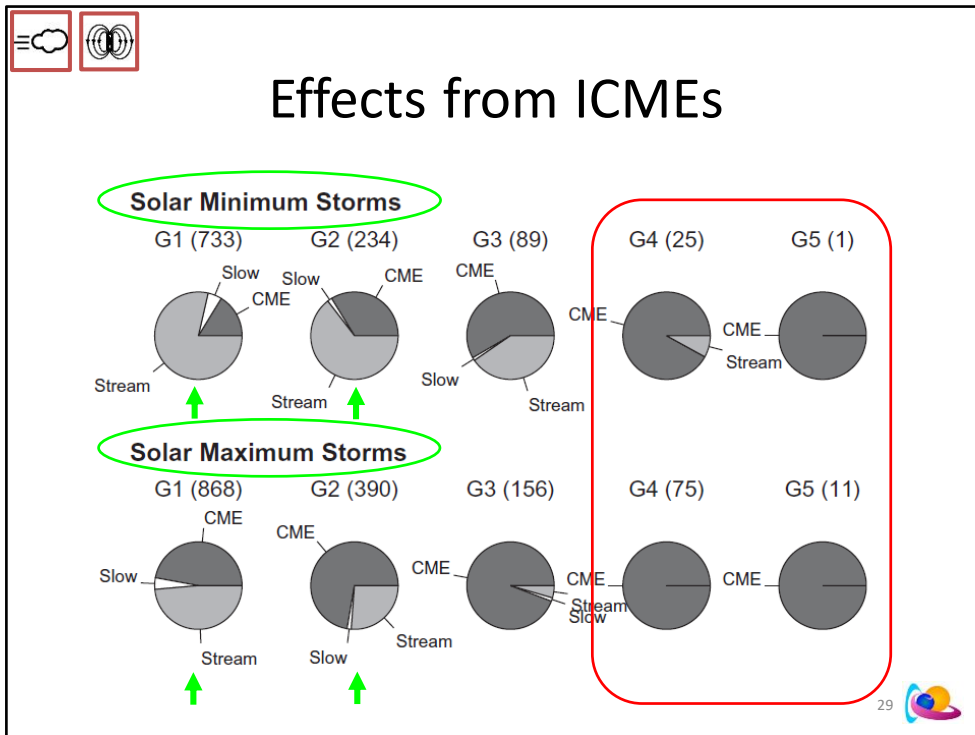 Effects from ICMEs
Solar Minimum Storms
G1 (733) G2 (234) G3 (89) G4 (25) G5 (1)
Slow
CME
Stream
Slow
CME
Stream
CME
Slow
Stream
CME
Stream
CME
Solar Maximum Storms
G1 (868) G2 (390) G3 (156) G4 (75) G5 (11)
CME
Slow
Stream
CME
Slow
Stream
CME
Stream
Slow
CME
CME
29